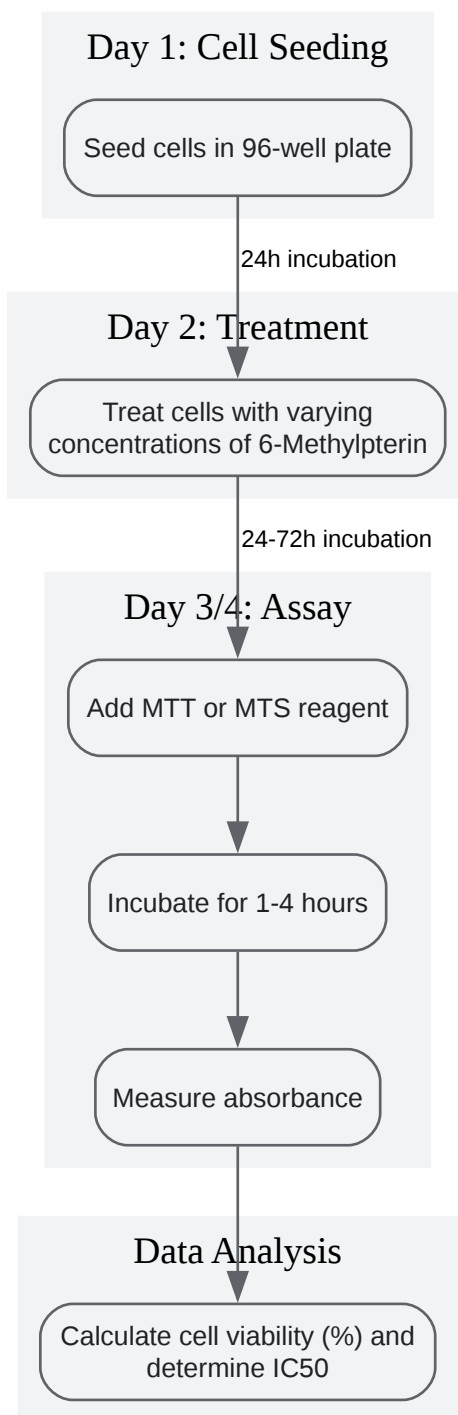 Day 1: Cell Seeding
Seed cells in 96-well plate
24h incubation
Day 2: Treatment
Treat cells with varying
concentrations of 6-Methylpterin
24-72h incubation
Day 3/4: Assay
Add MTT or MTS reagent
Incubate for 1-4 hours
Measure absorbance
Data Analysis
Calculate cell viability (%) and
determine IC50